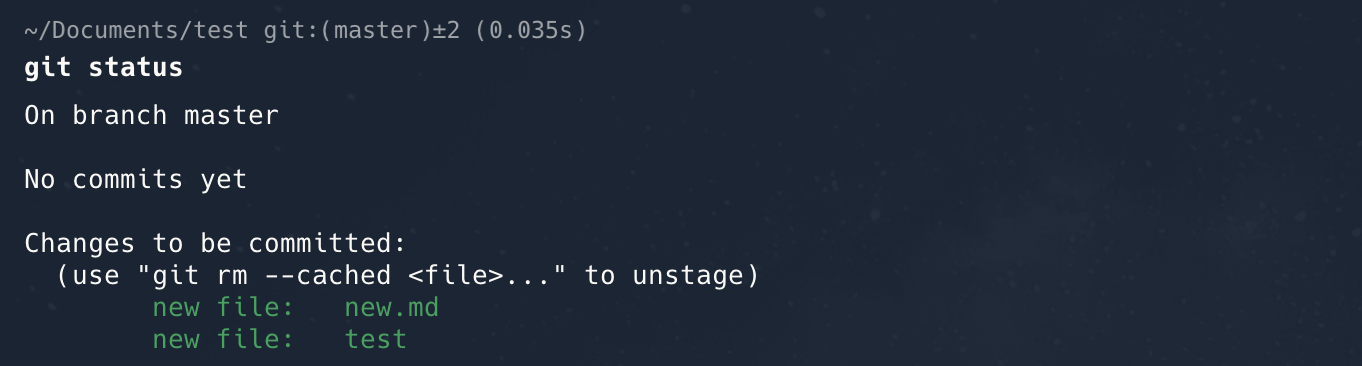 ~/Documents/test git:(master)±2 (0.035s)
git status
On branch master
No commits yet
Changes to be committed:
  (use "git rm --cached <file>..." to unstage)
        new file:   new.md
        new file:   test